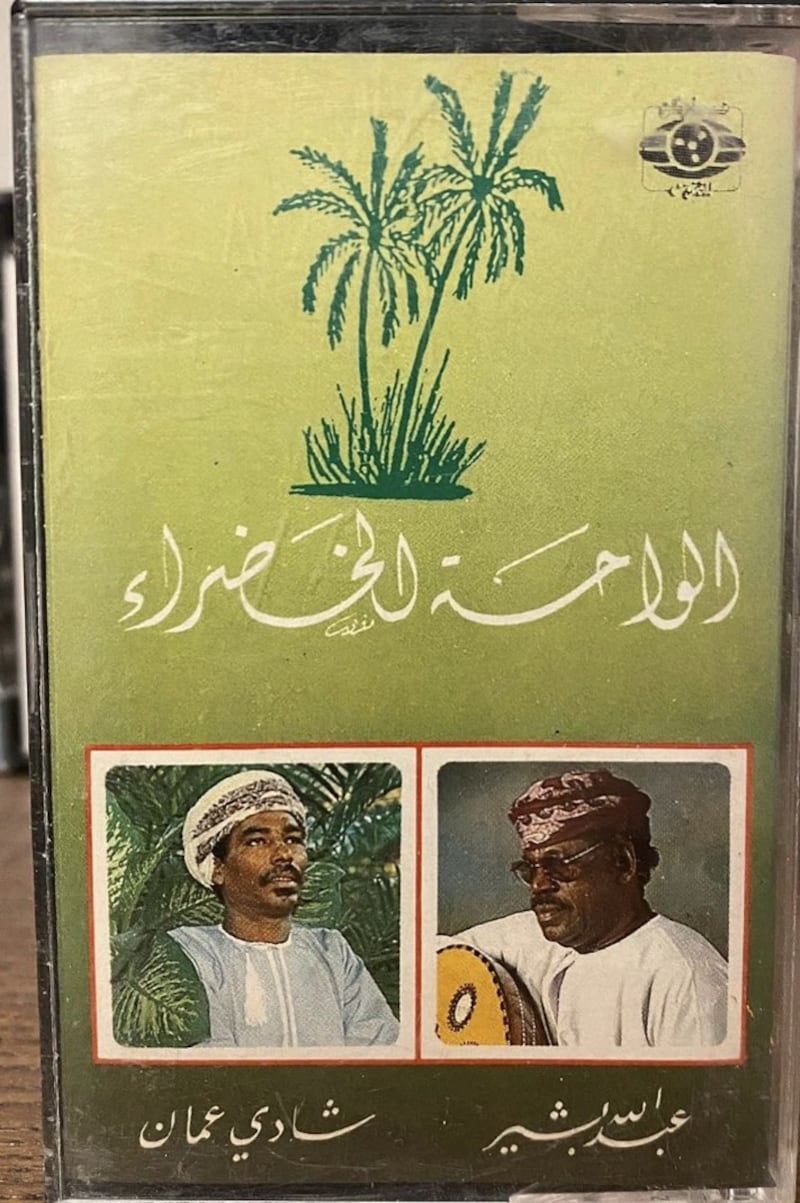 الواحة الخضراء
عبدالله بشير
شادي عمان